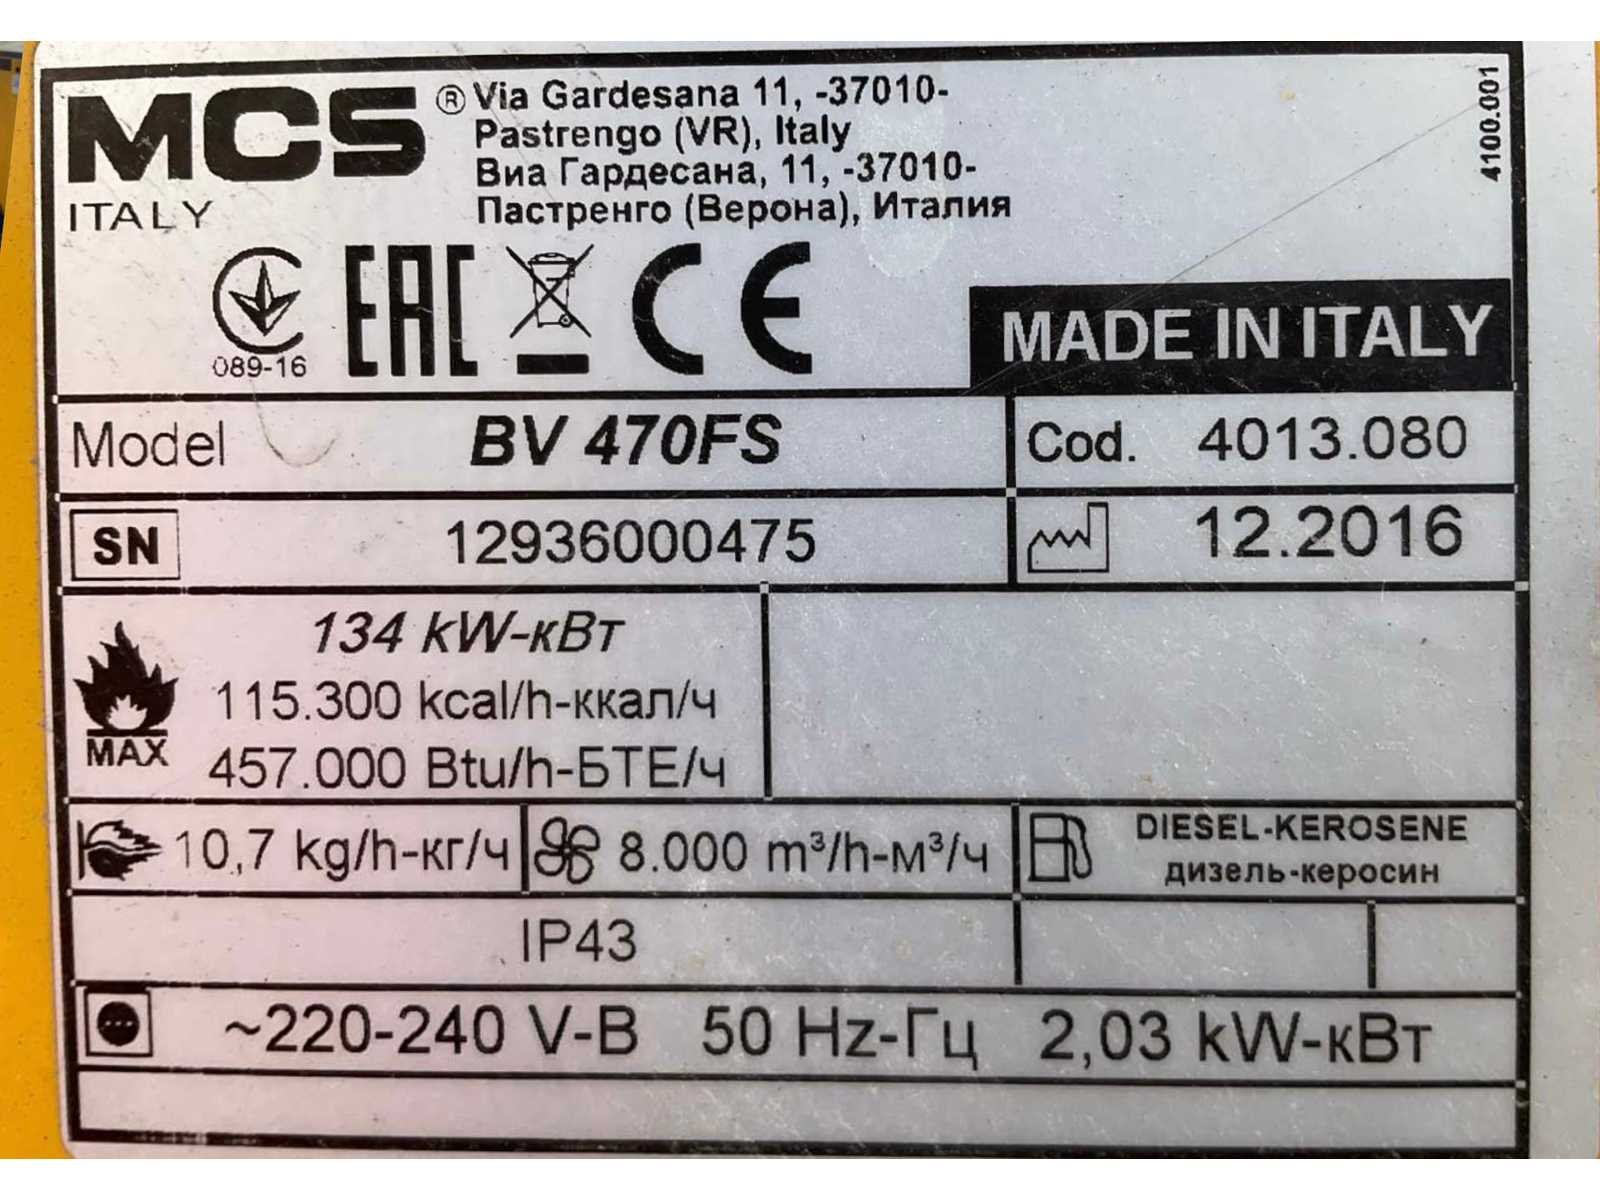 MCS ® Via Gardesana 11, -37010-
Pastrengo (VR), Italy
Виа Гардесана, 11, -37010-
ITALY Пастренго (Верона), Италия
4100.001
EAC CE
089-16
MADE IN ITALY
Model BV 470FS Cod. 4013.080
SN 12936000475 12.2016
134 kW-кВт
115.300 kcal/h-ккал/ч
MAX 457.000 Btu/h-БТЕ/ч
10,7 kg/h-кг/ч 8.000 m³/h-м³/ч DIESEL-KEROSENE
дизель-керосин
IP43
~220-240 V-В 50 Hz-Гц 2,03 kW-кВт